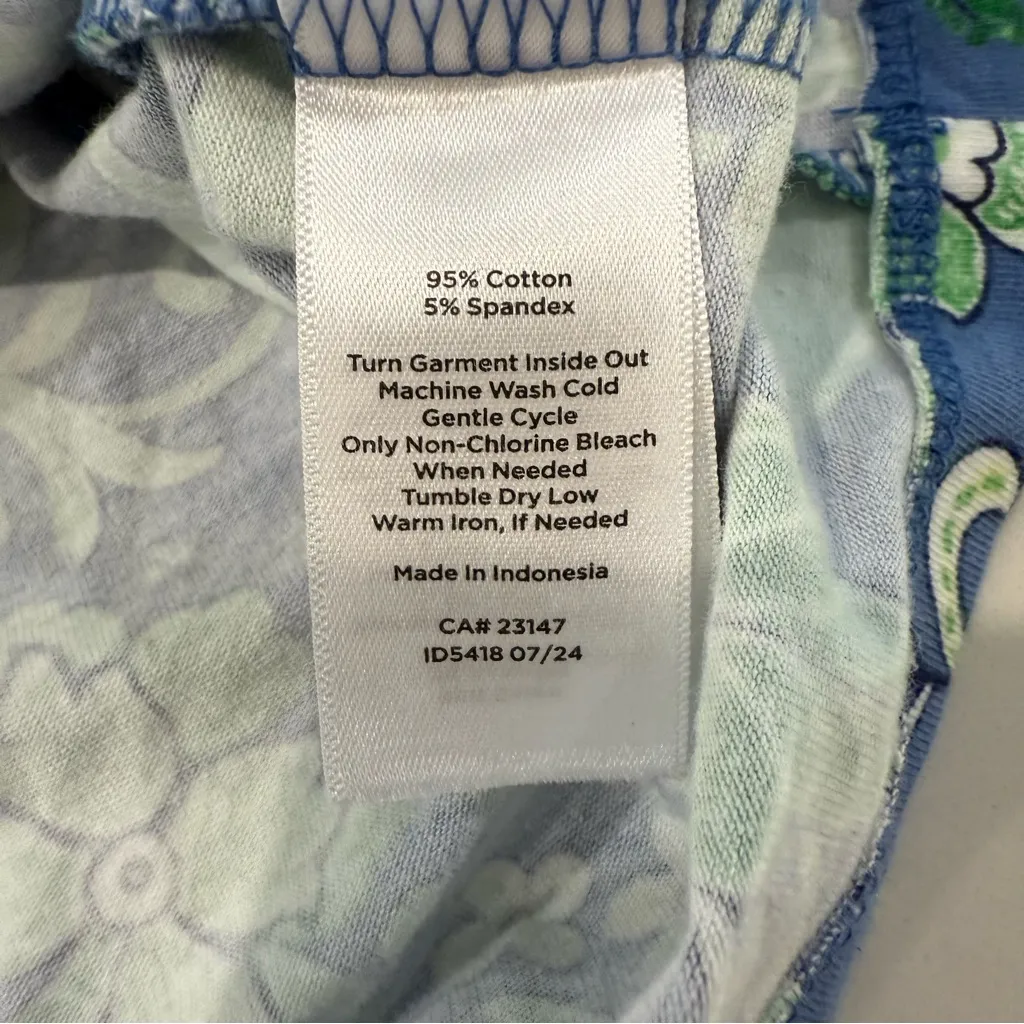 95% Cotton
5% Spandex
Turn Garment Inside Out
Machine Wash Cold
Gentle Cycle
Only Non-Chlorine Bleach
When Needed
Tumble Dry Low
Warm Iron, If Needed
Made In Indonesia
CA# 23147
ID5418 07/24